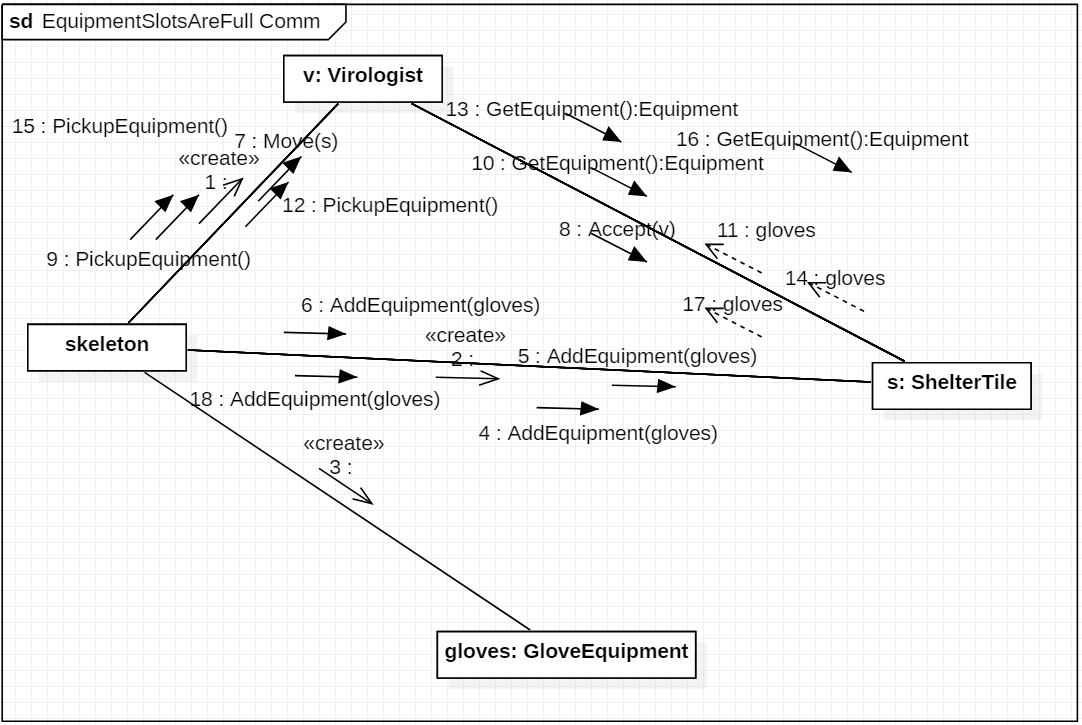 sd EquipmentSlotsAreFull Comm
v: Virologist
13 : GetEquipment():Equipment
15 : PickupEquipment()
7 : Move(s)
16 : GetEquipment():Equipment
«create»
1 :
10 : GetEquipment():Equipment
12 : PickupEquipment()
8 : Accept(v)
11 : gloves
9 : PickupEquipment()
14 : gloves
6 : AddEquipment(gloves)
17 : gloves
skeleton
«create»
2 :
5 : AddEquipment(gloves)
s: ShelterTile
18 : AddEquipment(gloves)
4 : AddEquipment(gloves)
«create»
3 :
gloves: GloveEquipment